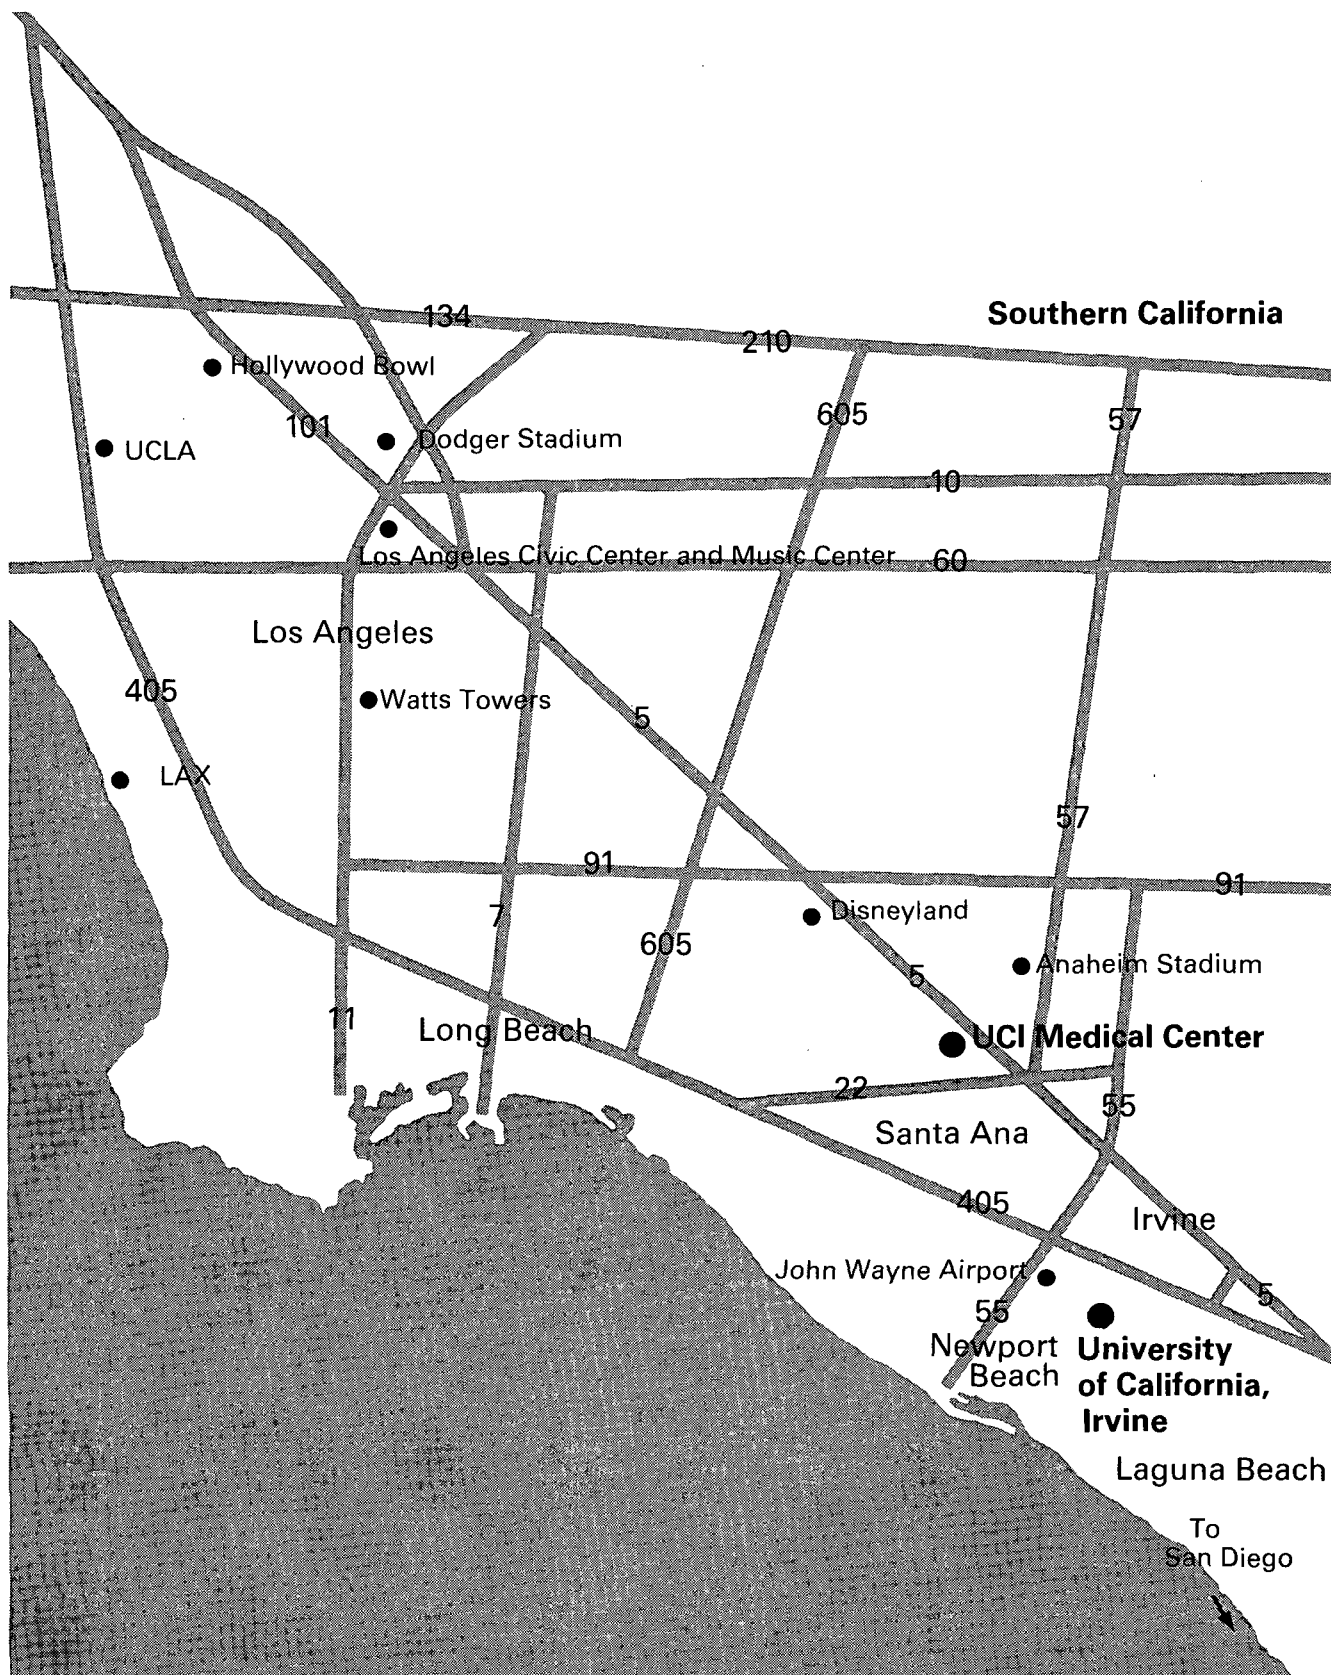 134
Southern California
210
Hollywood Bowl
605
57
101
Dodger Stadium
UCLA
10
Los Angeles Civic Center and Music Center
60
Los Angeles
405
Watts Towers
5
LAX
57
91
91
Disneyland
7
605
Anaheim Stadium
5
11
Long Beach
UCI Medical Center
22
55
Santa Ana
405
Irvine
John Wayne Airport
5
55
Newport
Beach
University
of California,
Irvine
Laguna Beach
To
San Diego